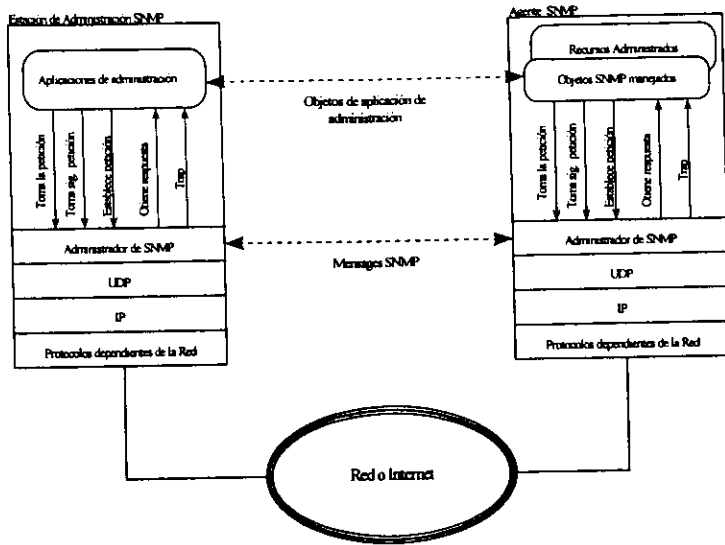 Estación de Administración SNMP
Agente SNMP
Aplicaciones de administración
Recursos Administrados
Objetos SNMP manejados
Objetos de aplicación de
administración
Toma la petición
Toma sig. petición
Establece petición
Obtiene respuesta
Trap
Toma la petición
Toma sig. petición
Establece petición
Obtiene respuesta
Trap
Administrador de SNMP
Mensages SNMP
Administrador de SNMP
UDP
UDP
IP
IP
Protocolos dependientes de la Red
Protocolos dependientes de la Red
Red o Internet